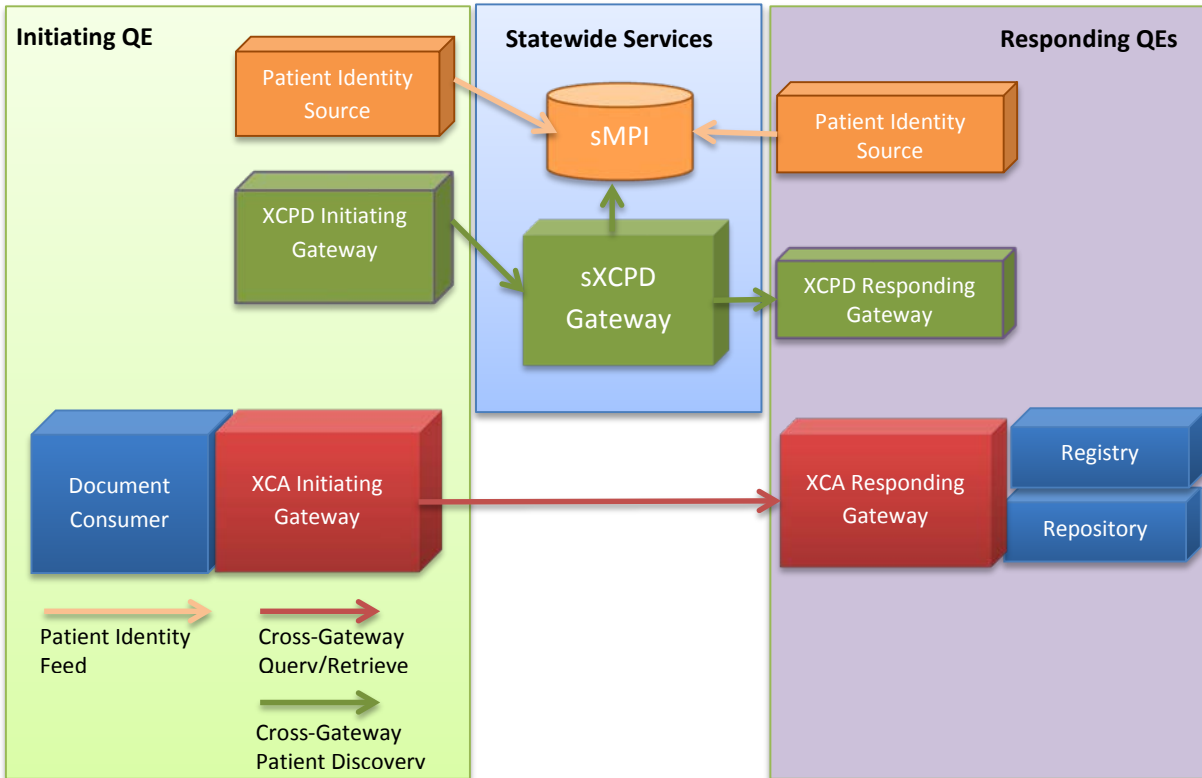 Initiating QE
Statewide Services
Responding QEs
Patient Identity
Source
sMPI
Patient Identity
Source
XCPD Initiating
Gateway
sXCPD
Gateway
XCPD Responding
Gateway
Document
Consumer
XCA Initiating
Gateway
XCA Responding
Gateway
Registry
Repository
Patient Identity
Feed
Cross-Gateway
Query/Retrieve
Cross-Gateway
Patient Discovery